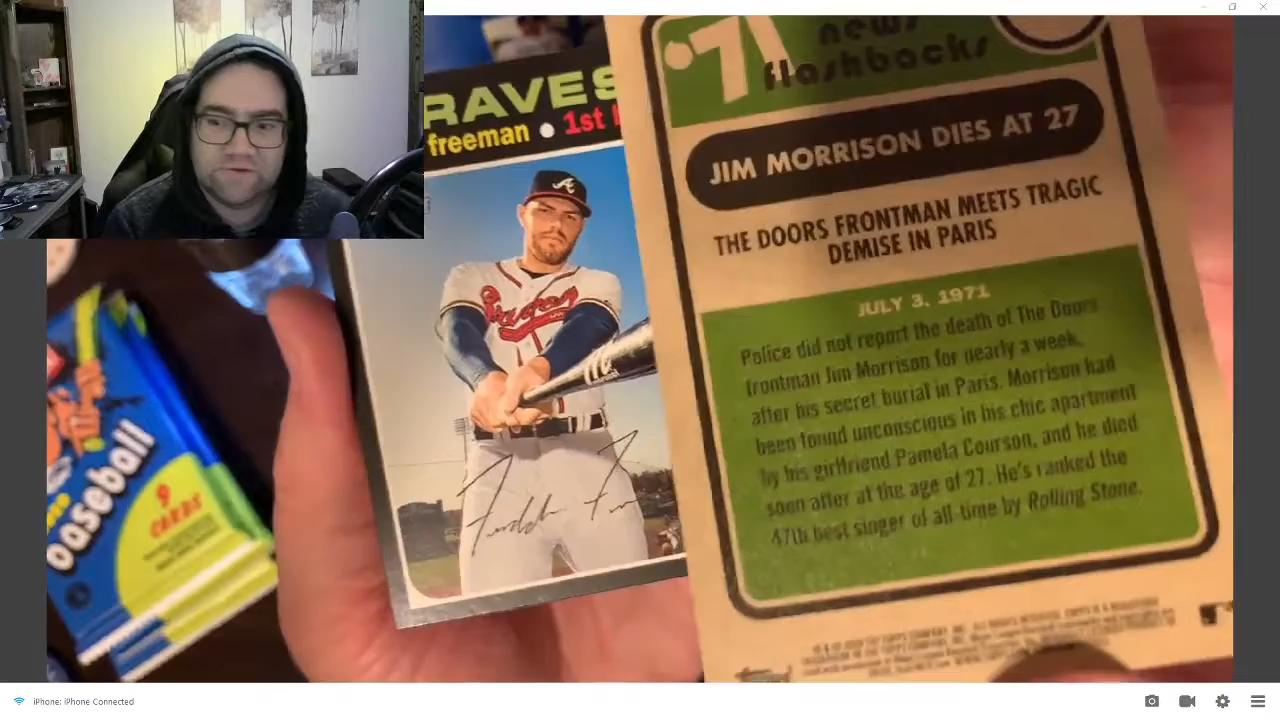 RAVES
freeman • 1st
'71 news
flashbacks
JIM MORRISON DIES AT 27
THE DOORS FRONTMAN MEETS TRAGIC
DEMISE IN PARIS
JULY 3, 1971
Police did not report the death of The Doors
frontman Jim Morrison for nearly a week,
after his secret burial in Paris. Morrison had
been found unconscious in his chic apartment
by his girlfriend Pamela Courson, and he died
soon after at the age of 27. He's ranked the
47th best singer of all-time by Rolling Stone.
A
baseball
9
CARDS
iPhone: iPhone Connected